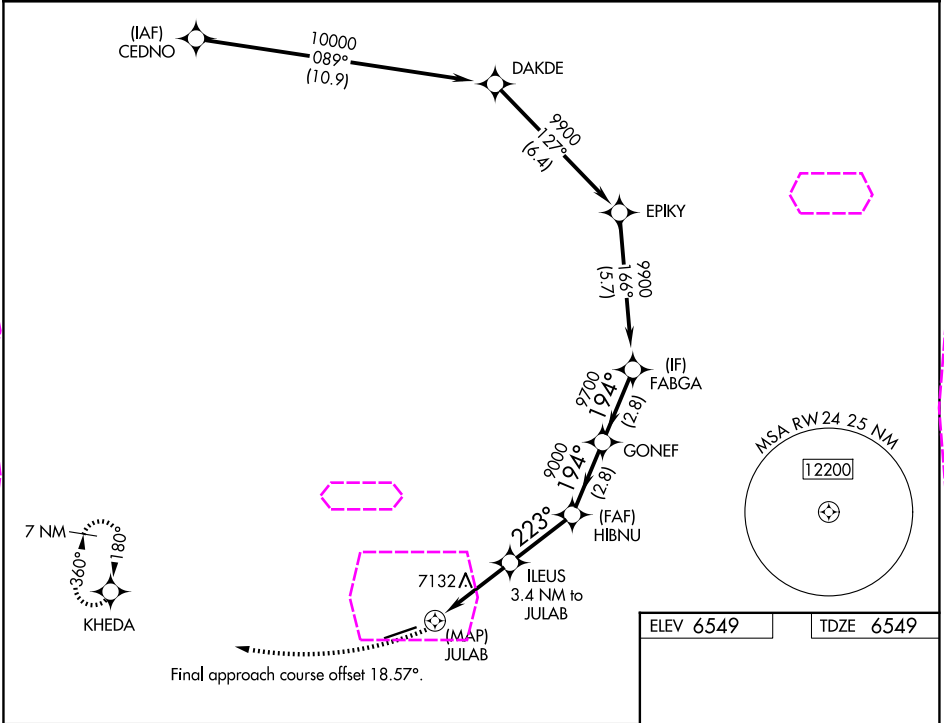 (IAF)
CEDNO
10000
089°
(10.9)
DAKDE
9900
127°
(6.4)
EPIKY
9900
166°
(5.7)
(IF)
FABGA
9700
194°
(2.8)
GONEF
9000
194°
(2.8)
(FAF)
HIBNU
223°
ILEUS
3.4 NM to
JULAB
7132
(MAP)
JULAB
MSA RW24 25 NM
12200
7 NM
360°
180°
KHEDA
Final approach course offset 18.57°.
ELEV 6549
TDZE 6549